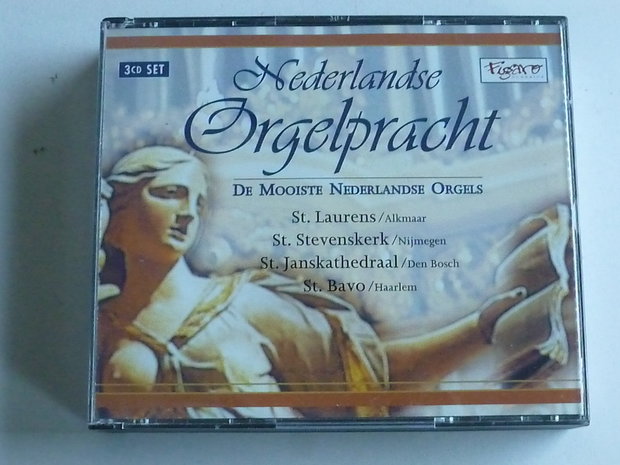 3CD SET
Figaro
Nederlandse
Orgelpracht
De Mooiste Nederlandse Orgels
St. Laurens/Alkmaar
St. Stevenskerk/Nijmegen
St. Janskathedraal/Den Bosch
St. Bavo/Haarlem